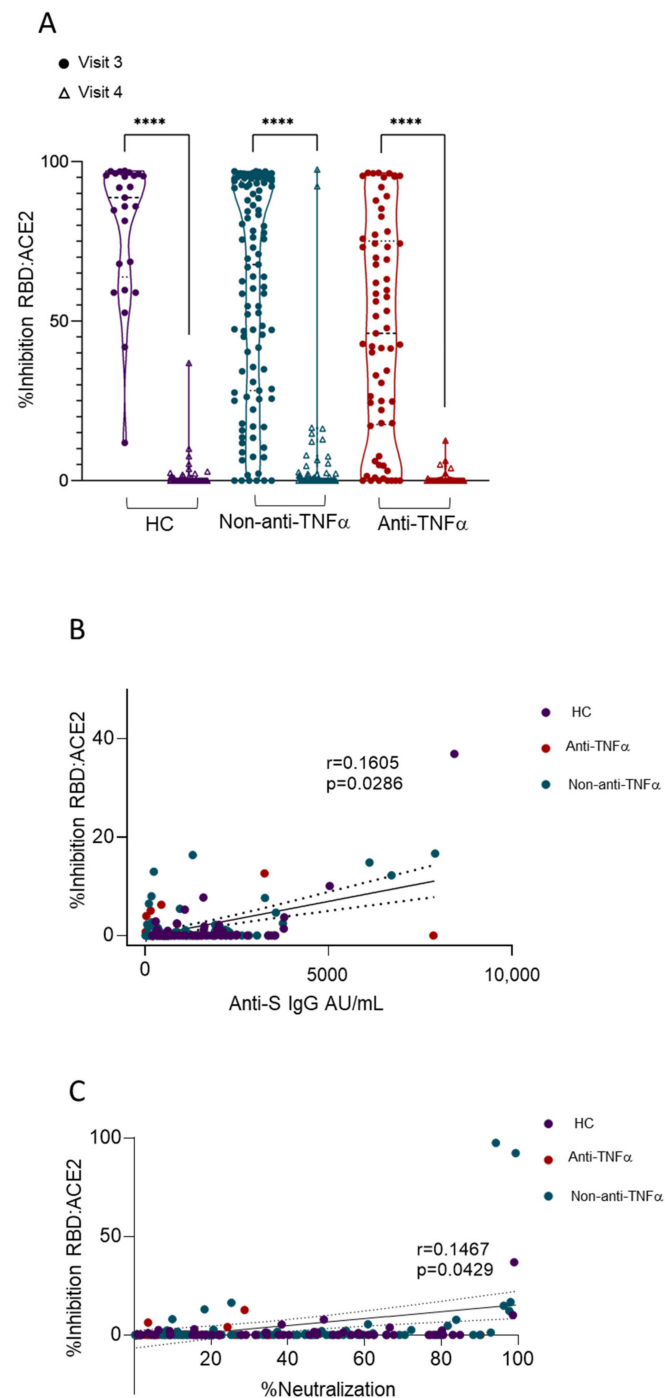 A
Visit 3
Visit 4
**** **** ****
100
50
0
%Inhibition RBD:ACE2
HC Non-anti-TNFα Anti-TNFα
B
40
20
0
%Inhibition RBD:ACE2
r=0.1605
p=0.0286
HC
Anti-TNFα
Non-anti-TNFα
0 5000 10,000
Anti-S IgG AU/mL
C
100
50
0
%Inhibition RBD:ACE2
r=0.1467
p=0.0429
HC
Anti-TNFα
Non-anti-TNFα
20 40 60 80 100
%Neutralization